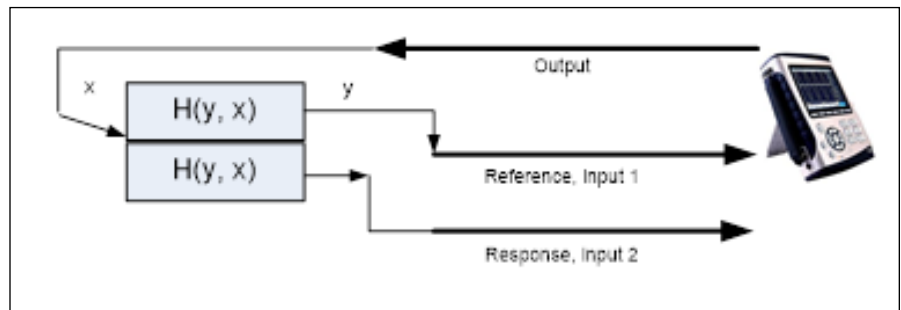 Output
x
y
H(y, x)
H(y, x)
Reference, Input 1
Response, Input 2